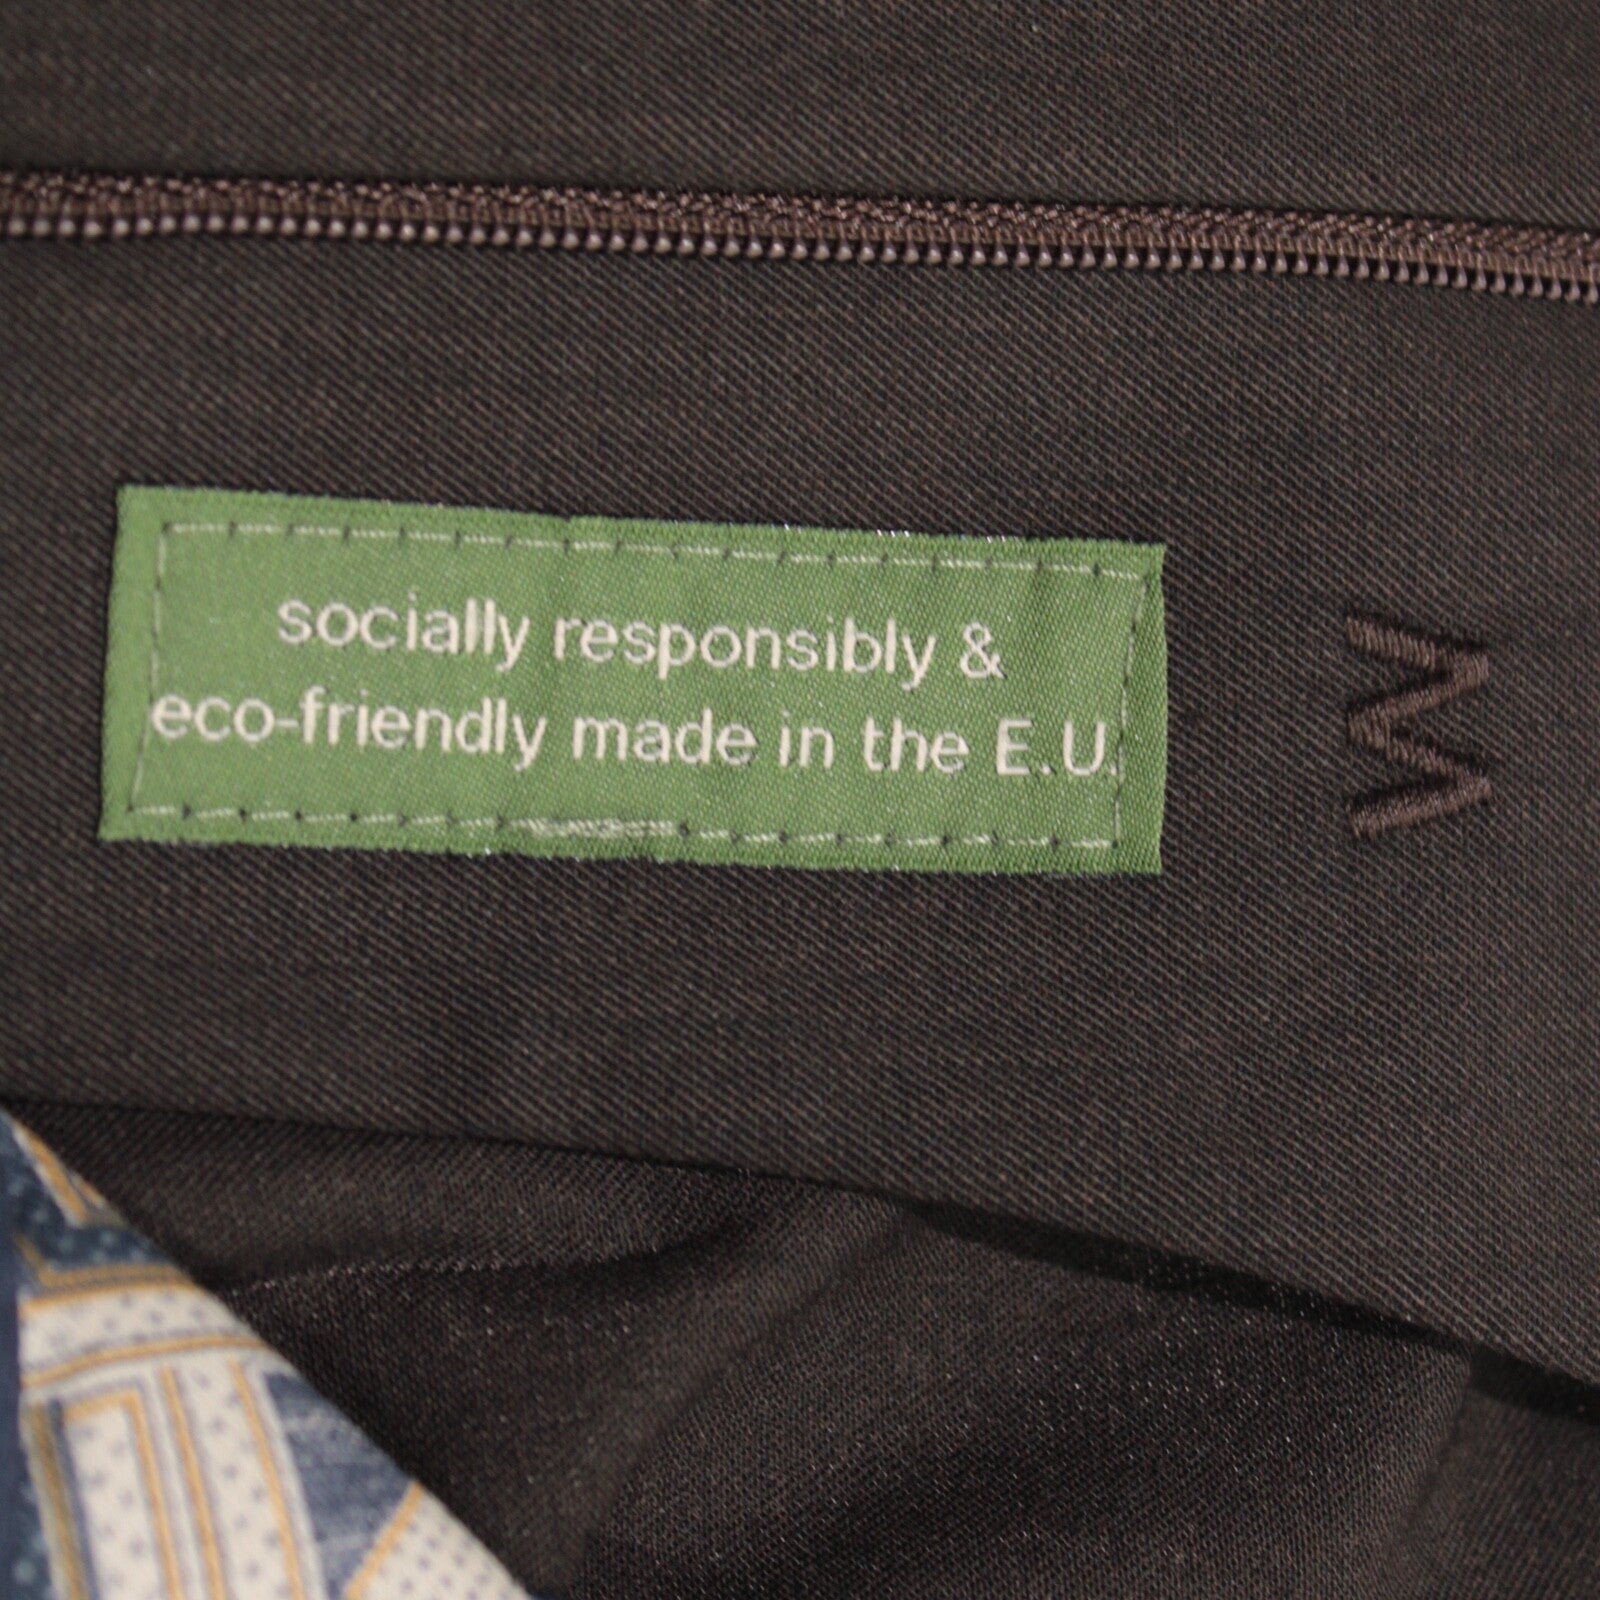 socially responsibly &
eco-friendly made in the E.U.
M